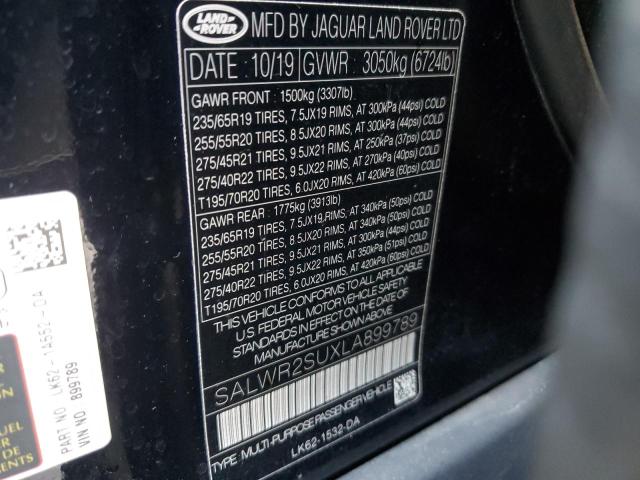 LAND-
ROVER
MFD BY JAGUAR LAND ROVER LTD
DATE: 10/19 GVWR : 3050kg (6724lb)
GAWR FRONT : 1500kg (3307lb)
235/65R19 TIRES, 7.5JX19 RIMS, AT 300kPa (44psi) COLD
255/55R20 TIRES, 8.5JX20 RIMS, AT 300kPa (44psi) COLD
275/45R21 TIRES, 9.5JX21 RIMS, AT 250kPa (37psi) COLD
275/40R22 TIRES, 9.5JX22 RIMS, AT 270kPa (40psi) COLD
T195/70R20 TIRES, 6.0JX20 RIMS, AT 420kPa (60psi) COLD
GAWR REAR : 1775kg (3913lb)
235/65R19 TIRES, 7.5JX19 RIMS, AT 340kPa (50psi) COLD
255/55R20 TIRES, 8.5JX20 RIMS, AT 340kPa (50psi) COLD
275/45R21 TIRES, 9.5JX21 RIMS, AT 300kPa (44psi) COLD
275/40R22 TIRES, 9.5JX22 RIMS, AT 350kPa (51psi) COLD
T195/70R20 TIRES, 6.0JX20 RIMS, AT 420kPa (60psi) COLD
THIS VEHICLE CONFORMS TO ALL APPLICABLE
U.S. FEDERAL MOTOR VEHICLE SAFETY
STANDARDS IN EFFECT ON THE DATE OF
MANUFACTURE SHOWN ABOVE
SALWR2SUXLA899789
TYPE: MULTI-PURPOSE PASSENGER VEHICLE
LK62-1532-DA
PART NO LK62-1A552-DA
VIN NO 899789
UEL
DE
ENTS